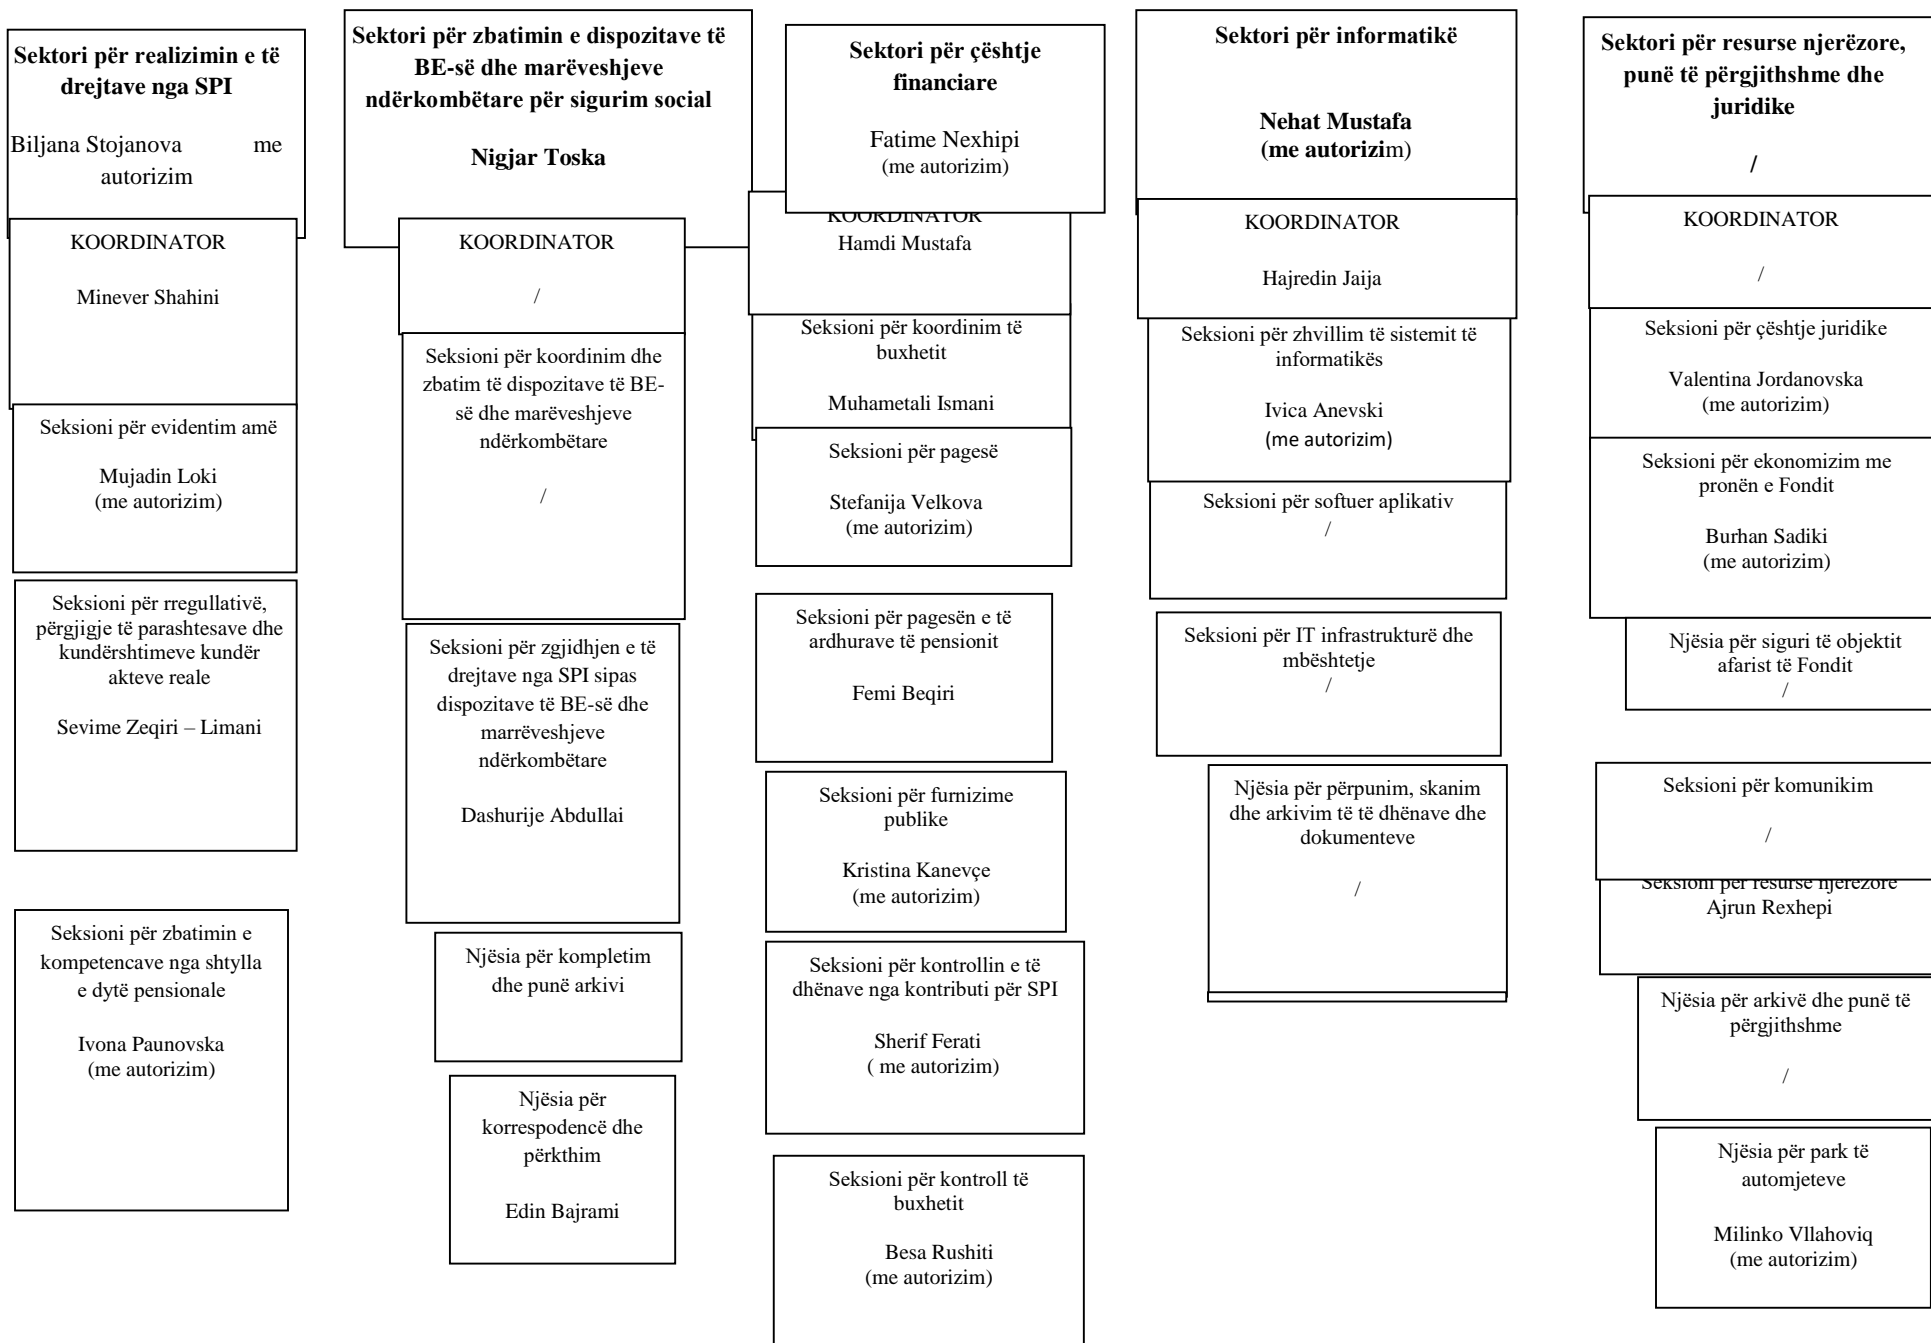 Sektori për realizimin e të
drejtave nga SPI
Biljana Stojanova me
autorizim
KOORDINATOR
Minever Shahini
Seksioni për evidentim amë
Mujadin Loki
(me autorizim)
Seksioni për rregullativë,
përgjigje të parashtesave dhe
kundërshtimeve kundër
akteve reale
Sevime Zeqiri – Limani
Seksioni për zbatimin e
kompetencave nga shtylla
e dytë pensionale
Ivona Paunovska
(me autorizim)
Sektori për zbatimin e dispozitave të
BE-së dhe marëveshjeve
ndërkombëtare për sigurim social
Nigjar Toska
KOORDINATOR
/
Seksioni për koordinim dhe
zbatim të dispozitave të BE-
së dhe marëveshjeve
ndërkombëtare
/
Seksioni për zgjidhjen e të
drejtave nga SPI sipas
dispozitave të BE-së dhe
marrëveshjeve
ndërkombëtare
Dashurije Abdullai
Njësia për kompletim
dhe punë arkivi
Njësia për
korrespodencë dhe
përkthim
Edin Bajrami
Sektori për çështje
financiare
Fatime Nexhipi
(me autorizim)
KOORDINATOR
Hamdi Mustafa
Seksioni për koordinim të
buxhetit
Muhametali Ismani
Seksioni për pagesë
Stefanija Velkova
(me autorizim)
Seksioni për pagesën e të
ardhurave të pensionit
Femi Beqiri
Seksioni për furnizime
publike
Kristina Kanevçe
(me autorizim)
Seksioni për kontrollin e të
dhënave nga kontributi për SPI
Sherif Ferati
( me autorizim)
Seksioni për kontroll të
buxhetit
Besa Rushiti
(me autorizim)
Sektori për informatikë
Nehat Mustafa
(me autorizim)
KOORDINATOR
Hajredin Jaija
Seksioni për zhvillim të sistemit të
informatikës
Ivica Anevski
(me autorizim)
Seksioni për softuer aplikativ
/
Seksioni për IT infrastrukturë dhe
mbështetje
/
Njësia për përpunim, skanim
dhe arkivim të të dhënave dhe
dokumenteve
/
Sektori për resurse njerëzore,
punë të përgjithshme dhe
juridike
/
KOORDINATOR
/
Seksioni për çështje juridike
Valentina Jordanovska
(me autorizim)
Seksioni për ekonomizim me
pronën e Fondit
Burhan Sadiki
(me autorizim)
Njësia për siguri të objektit
afarist të Fondit
/
Seksioni për komunikim
/
Seksioni për resurse njerëzore
Ajrun Rexhepi
Njësia për arkivë dhe punë të
përgjithshme
/
Njësia për park të
automjeteve
Milinko Vllahoviq
(me autorizim)